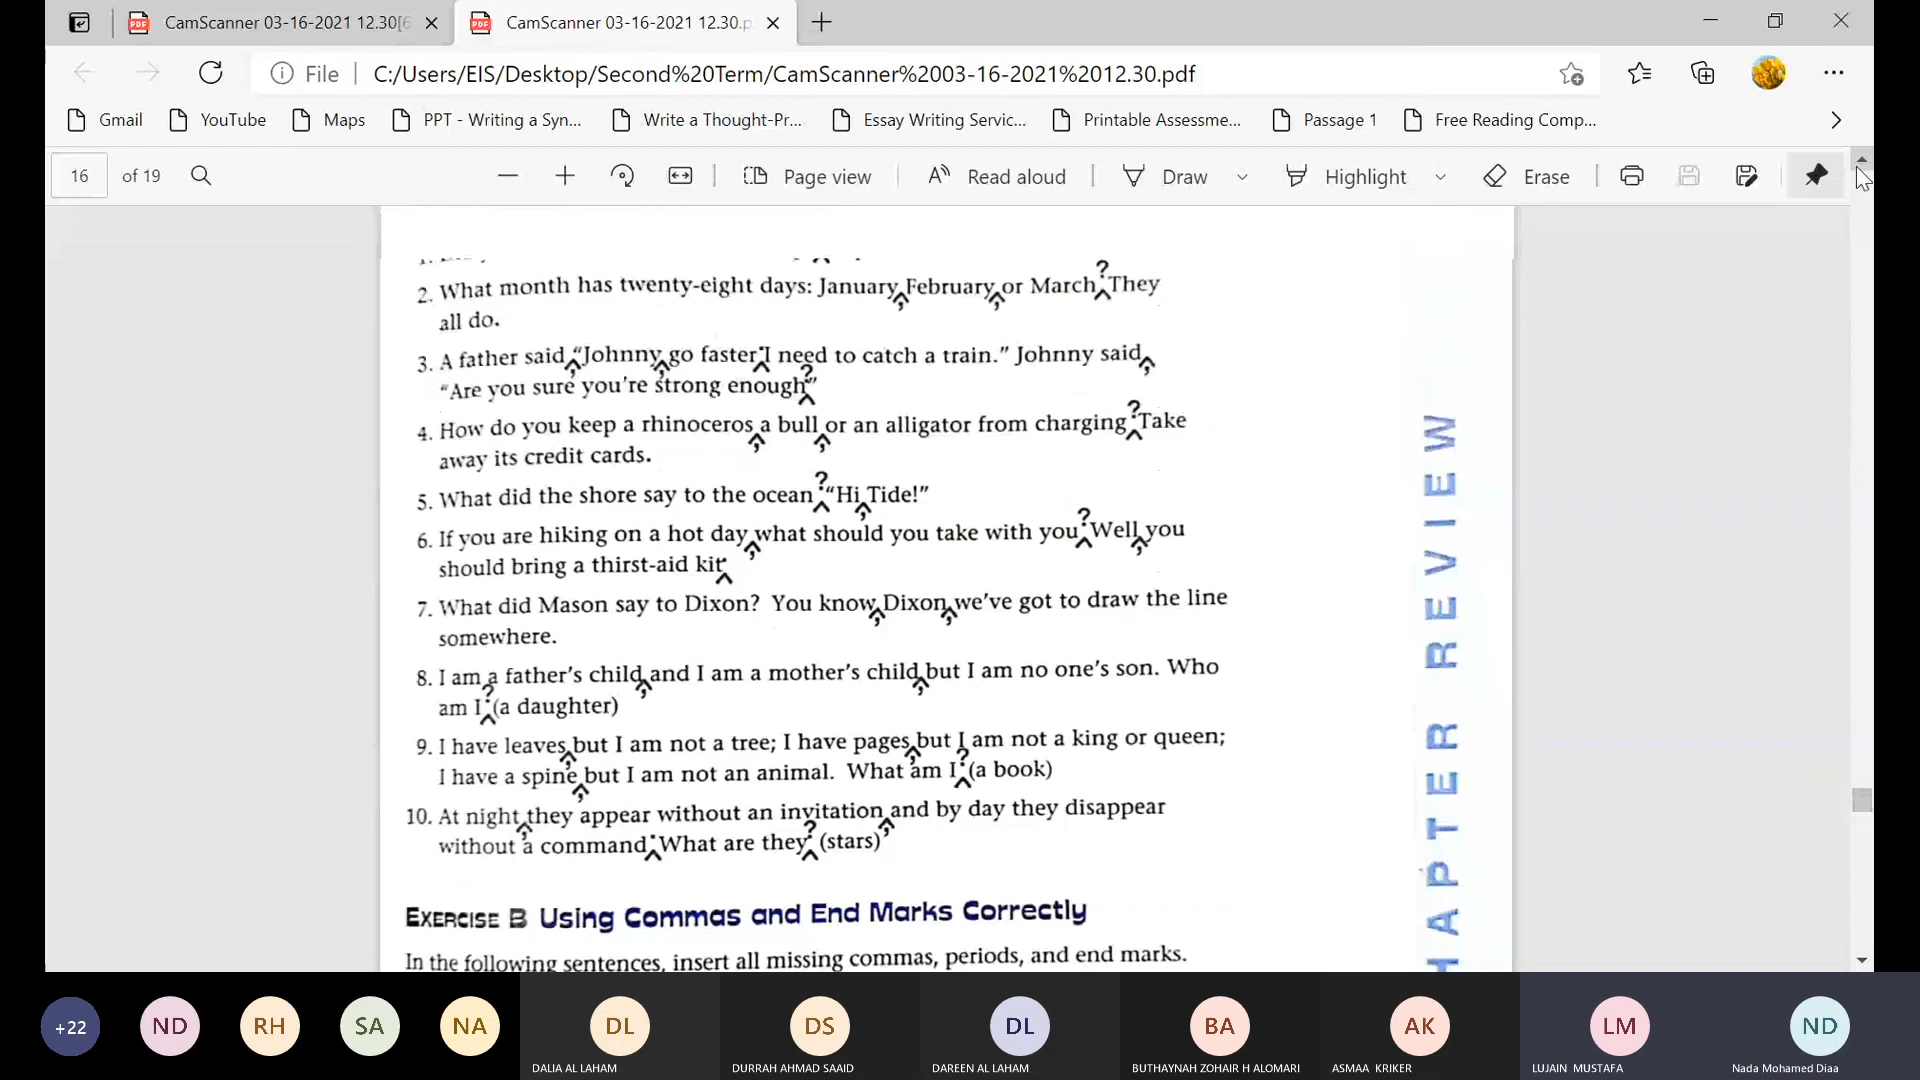 CamScanner 03-16-2021 12.30[6
CamScanner 03-16-2021 12.30.p
File
C:/Users/EIS/Desktop/Second%20Term/CamScanner%2003-16-2021%2012.30.pdf
Gmail
YouTube
Maps
PPT - Writing a Syn...
Write a Thought-Pr...
Essay Writing Servic...
Printable Assessme...
Passage 1
Free Reading Comp...
16 of 19
Page view
Read aloud
Draw
Highlight
Erase
2. What month has twenty-eight days: January, February, or March? They
all do.
3. A father said, "Johnny, go faster. I need to catch a train." Johnny said,
"Are you sure you're strong enough?"
4. How do you keep a rhinoceros, a bull, or an alligator from charging? Take
away its credit cards.
5. What did the shore say to the ocean? "Hi, Tide!"
6. If you are hiking on a hot day, what should you take with you? Well, you
should bring a thirst-aid kit.
7. What did Mason say to Dixon? You know, Dixon, we've got to draw the line
somewhere.
8. I am a father's child, and I am a mother's child, but I am no one's son. Who
am I? (a daughter)
9. I have leaves, but I am not a tree; I have pages, but I am not a king or queen;
I have a spine, but I am not an animal. What am I? (a book)
10. At night, they appear without an invitation, and by day they disappear
without a command. What are they? (stars)
EXERCISE B Using Commas and End Marks Correctly
In the following sentences, insert all missing commas, periods, and end marks.
HAPTER REVIEW
+22
ND
RH
SA
NA
DL
DS
DL
BA
AK
LM
ND
DALIA AL LAHAM
DURRAH AHMAD SAAID
DAREEN AL LAHAM
BUTHAYNAH ZOHAIR H ALOMARI
ASMAA KRIKER
LUJAIN MUSTAFA
Nada Mohamed Diaa